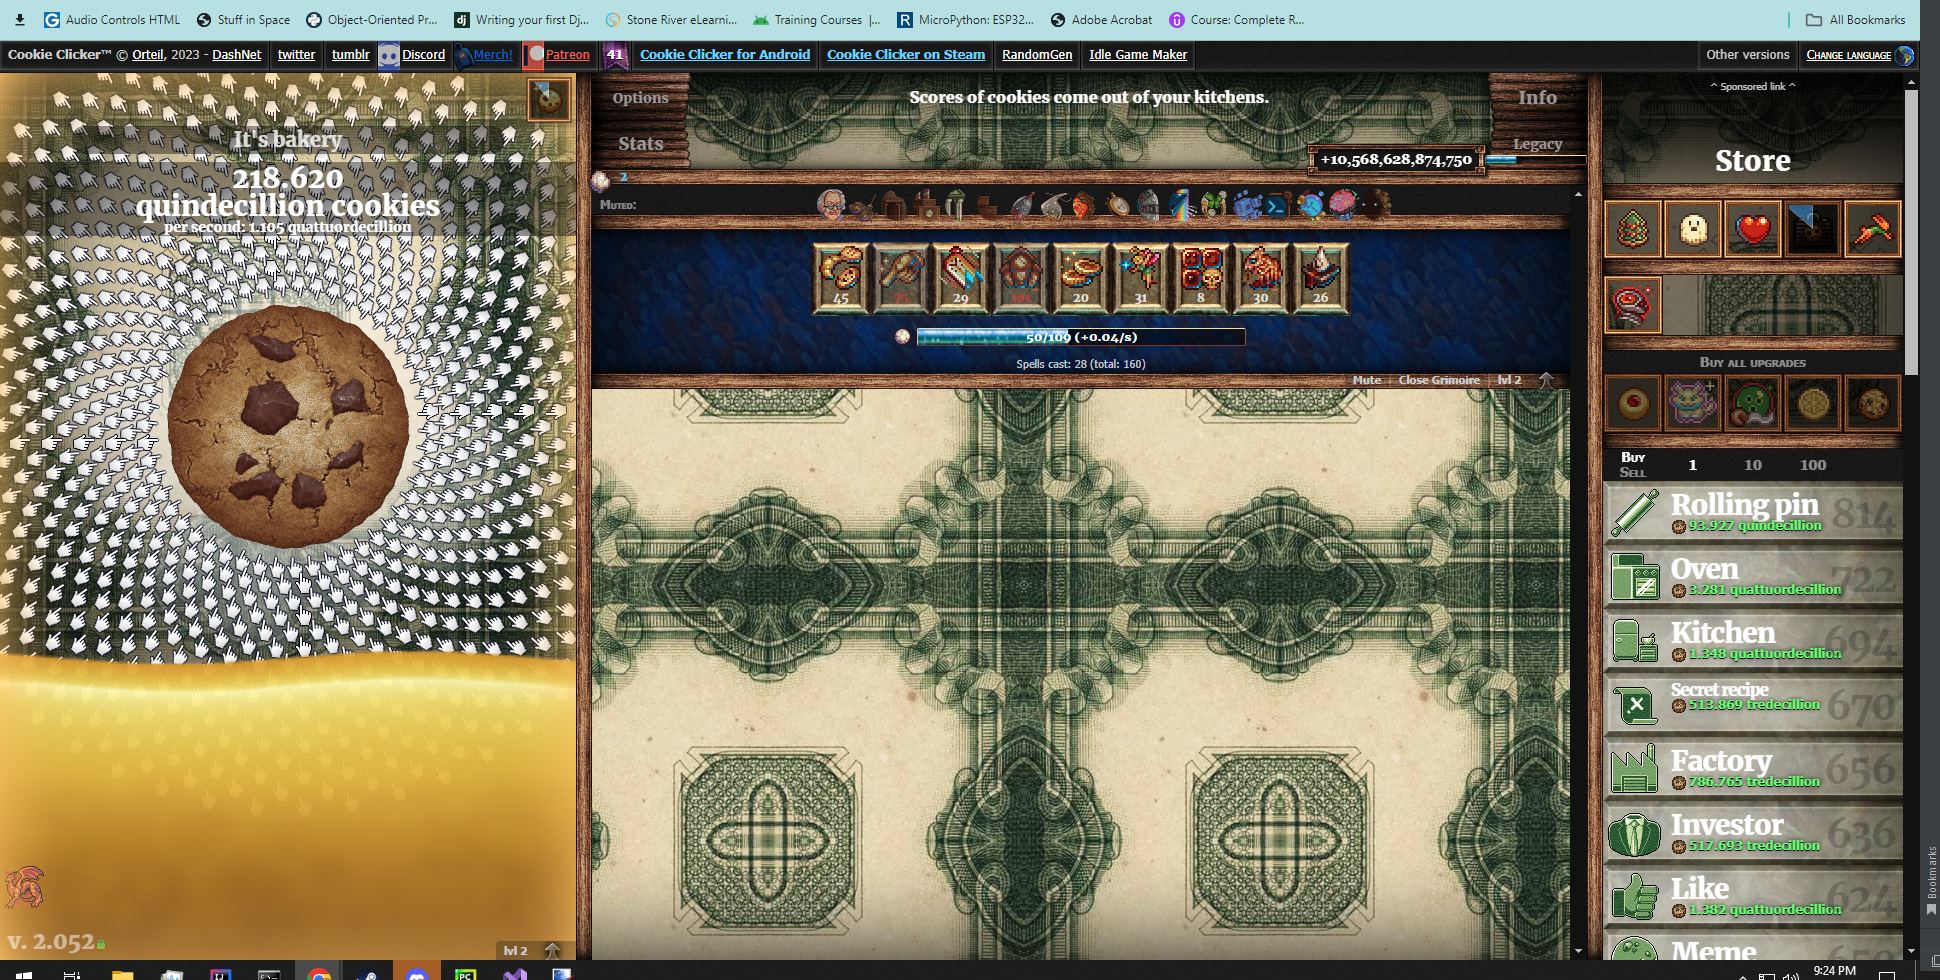 Audio Controls HTML
Stuff in Space
Object-Oriented Pr...
Writing your first Dj...
Stone River eLearni...
Training Courses |...
MicroPython: ESP32...
Adobe Acrobat
Course: Complete R...
All Bookmarks
Cookie Clicker™ © Orteil, 2023 - DashNet
twitter
tumblr
Discord
Merch!
Patreon
41
Cookie Clicker for Android
Cookie Clicker on Steam
RandomGen
Idle Game Maker
Other versions
Change language
It's bakery
218.620
quindecillion cookies
per second: 1.105 quattuordecillion
v. 2.052
lvl 2
Options
Stats
Scores of cookies come out of your kitchens.
Info
Legacy
+10,568,628,874,750
2
Muted:
45
75
29
20
31
8
30
26
50/109 (+0.04/s)
Spells cast: 28 (total: 160)
Mute
Close Grimoire
lvl 2
^ Sponsored link ^
Store
Buy all upgrades
Buy
Sell
1
10
100
Rolling pin
93.927 quindecillion
814
Oven
3.281 quattuordecillion
722
Kitchen
1.348 quattuordecillion
694
Secret recipe
513.869 tredecillion
670
Factory
786.765 tredecillion
656
Investor
517.693 tredecillion
636
Like
1.382 quattuordecillion
624
Meme
Bookmarks
9:24 PM